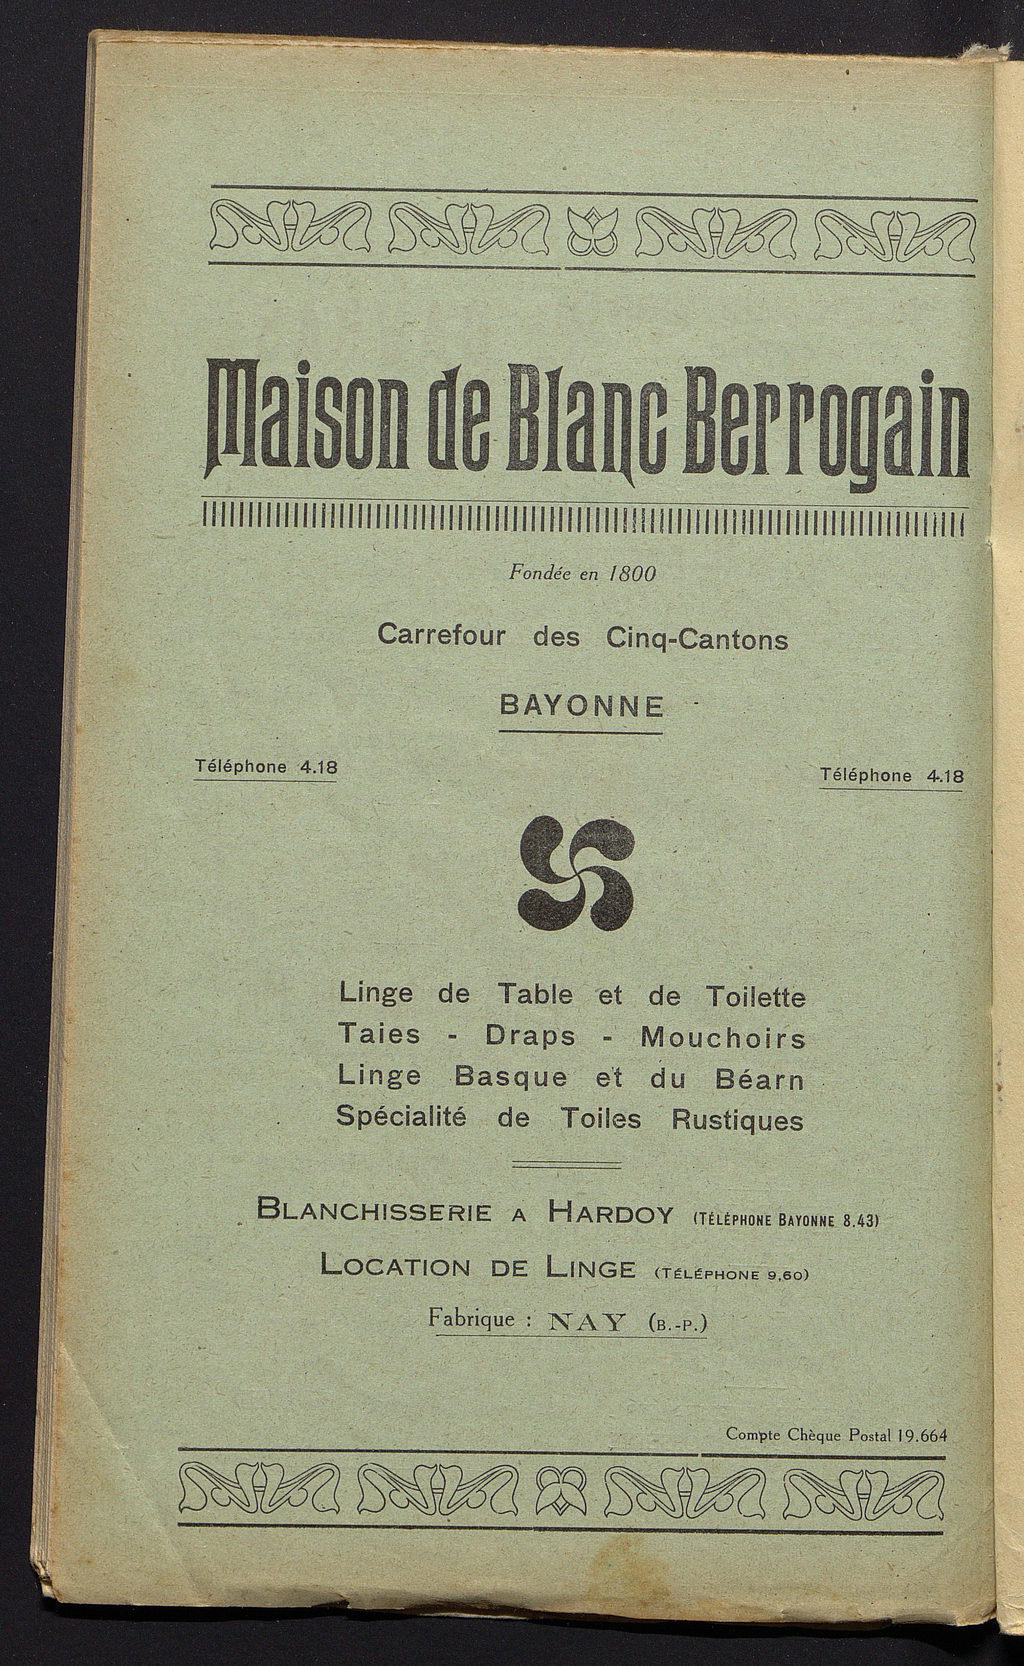 Maison de Blanc Berrogain
Fondée en 1800
Carrefour des Cinq-Cantons
BAYONNE
Téléphone 4.18
Téléphone 4.18
Linge de Table et de Toilette
Taies - Draps - Mouchoirs
Linge Basque et du Béarn
Spécialité de Toiles Rustiques
BLANCHISSERIE A HARDOY (TÉLÉPHONE BAYONNE 8.43)
LOCATION DE LINGE (TÉLÉPHONE 9.60)
Fabrique : NAY (B.-P.)
Compte Chèque Postal 19.664